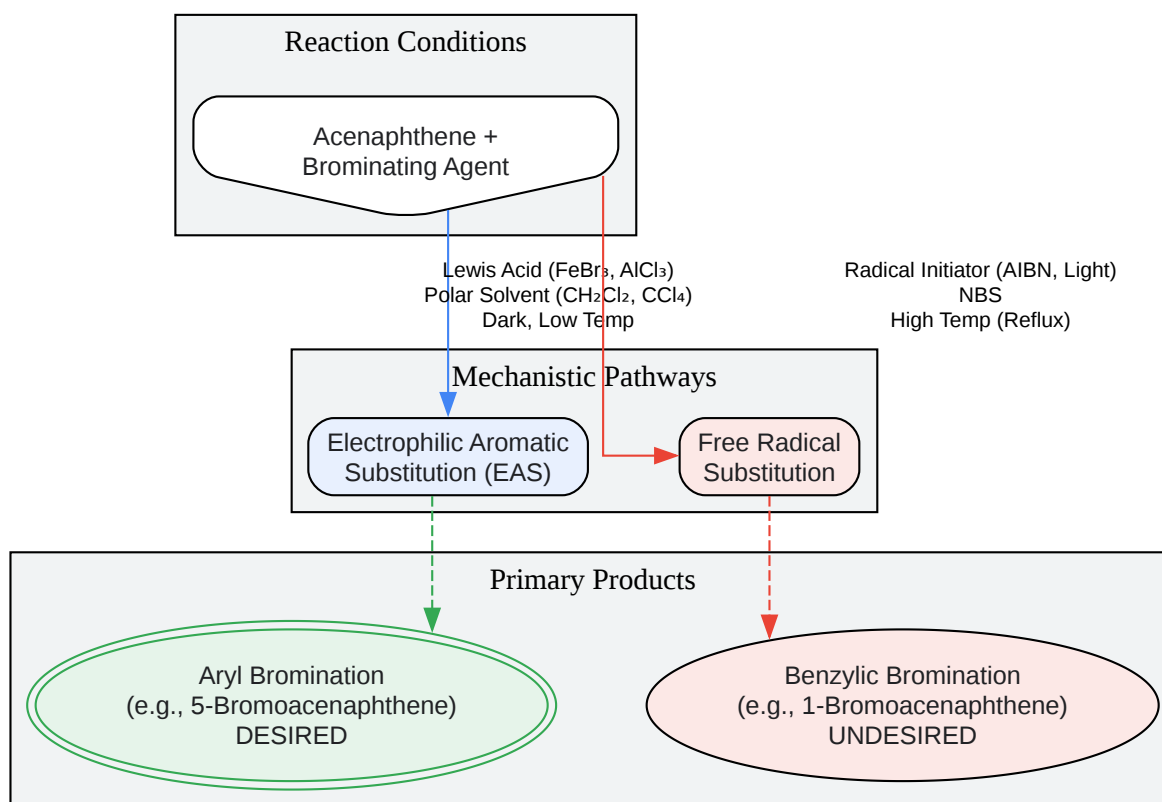 Reaction Conditions
Acenaphthene +
Brominating Agent
Lewis Acid (FeBr₃, AlCl₃)
Polar Solvent (CH₂Cl₂, CCl₄)
Dark, Low Temp
Radical Initiator (AIBN, Light)
NBS
High Temp (Reflux)
Mechanistic Pathways
Electrophilic Aromatic
Substitution (EAS)
Free Radical
Substitution
Primary Products
Aryl Bromination
(e.g., 5-Bromoacenaphthene)
DESIRED
Benzylic Bromination
(e.g., 1-Bromoacenaphthene)
UNDESIRED